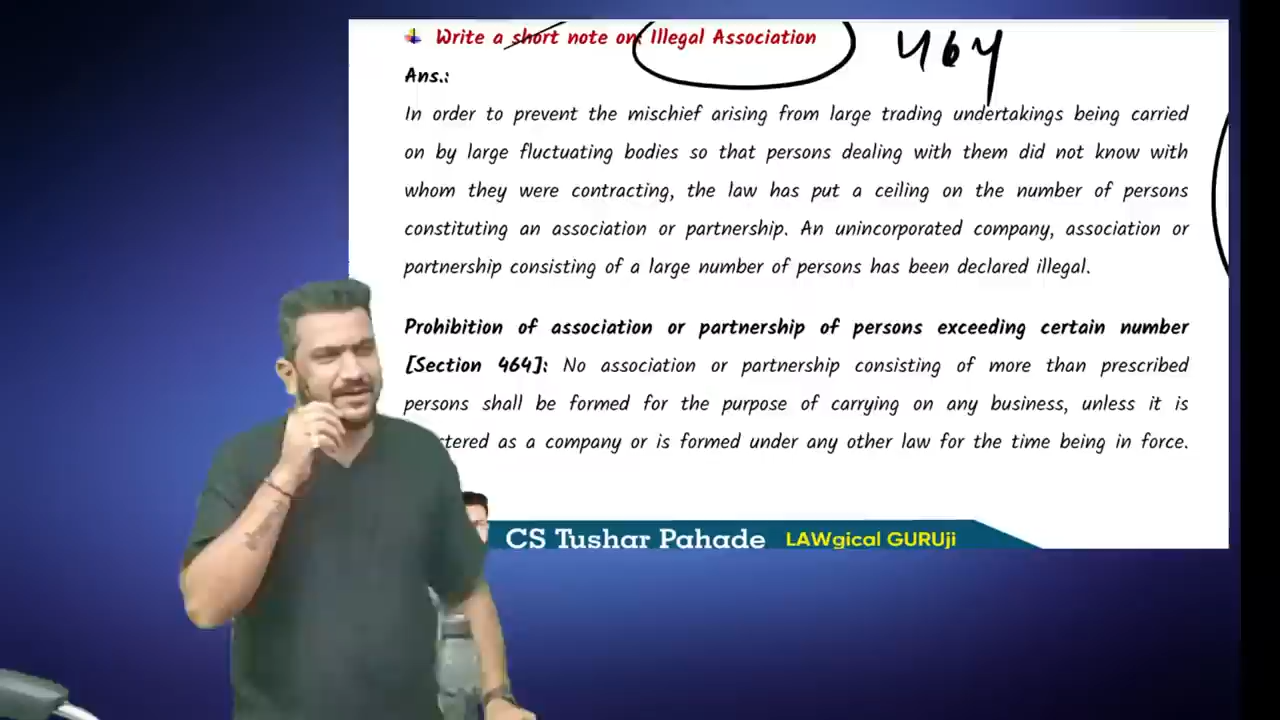 Write a short note on: Illegal Association
464
Ans.:
In order to prevent the mischief arising from large trading undertakings being carried
on by large fluctuating bodies so that persons dealing with them did not know with
whom they were contracting, the law has put a ceiling on the number of persons
constituting an association or partnership. An unincorporated company, association or
partnership consisting of a large number of persons has been declared illegal.
Prohibition of association or partnership of persons exceeding certain number
[Section 464]: No association or partnership consisting of more than prescribed
persons shall be formed for the purpose of carrying on any business, unless it is
stered as a company or is formed under any other law for the time being in force.
CS Tushar Pahade LAWgical GURUji